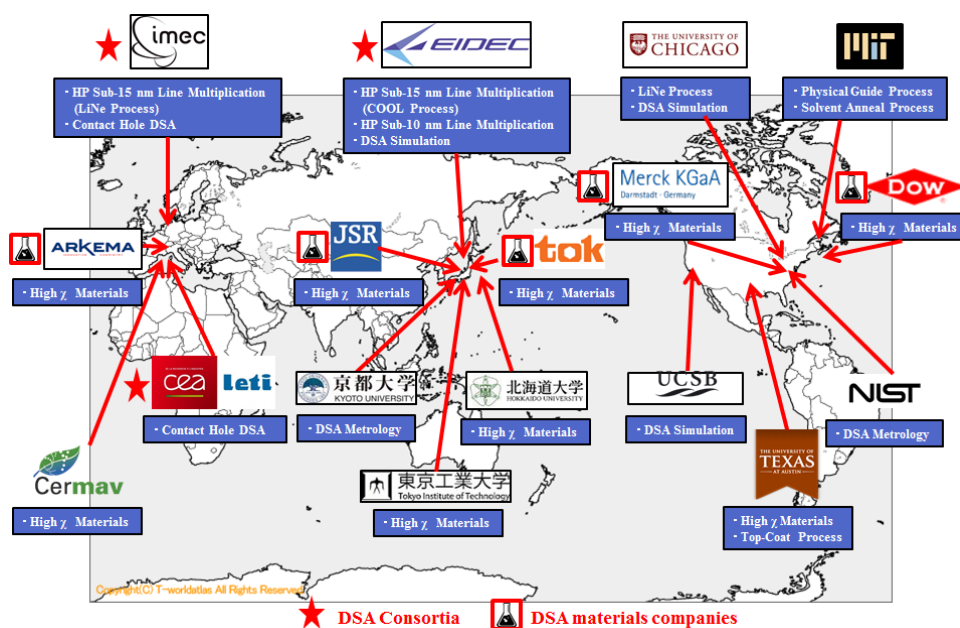 imec
- HP Sub-15 nm Line Multiplication
(LiNe Process)
- Contact Hole DSA
EIDEC
- HP Sub-15 nm Line Multiplication
(COOL Process)
- HP Sub-10 nm Line Multiplication
- DSA Simulation
THE UNIVERSITY OF
CHICAGO
- LiNe Process
- DSA Simulation
MIT
- Physical Guide Process
- Solvent Anneal Process
ARKEMA
- High χ Materials
JSR
- High χ Materials
tok
- High χ Materials
Merck KGaA
Darmstadt · Germany
- High χ Materials
Dow
- High χ Materials
cea
leti
- Contact Hole DSA
京都大学
KYOTO UNIVERSITY
- DSA Metrology
北海道大学
HOKKAIDO UNIVERSITY
- High χ Materials
UCSB
- DSA Simulation
NIST
- DSA Metrology
Cermav
- High χ Materials
東京工業大学
Tokyo Institute of Technology
- High χ Materials
THE UNIVERSITY OF
TEXAS
AT AUSTIN
- High χ Materials
- Top-Coat Process
Copyright(C) T-worldatlas All Rights Reserved
DSA Consortia
DSA materials companies